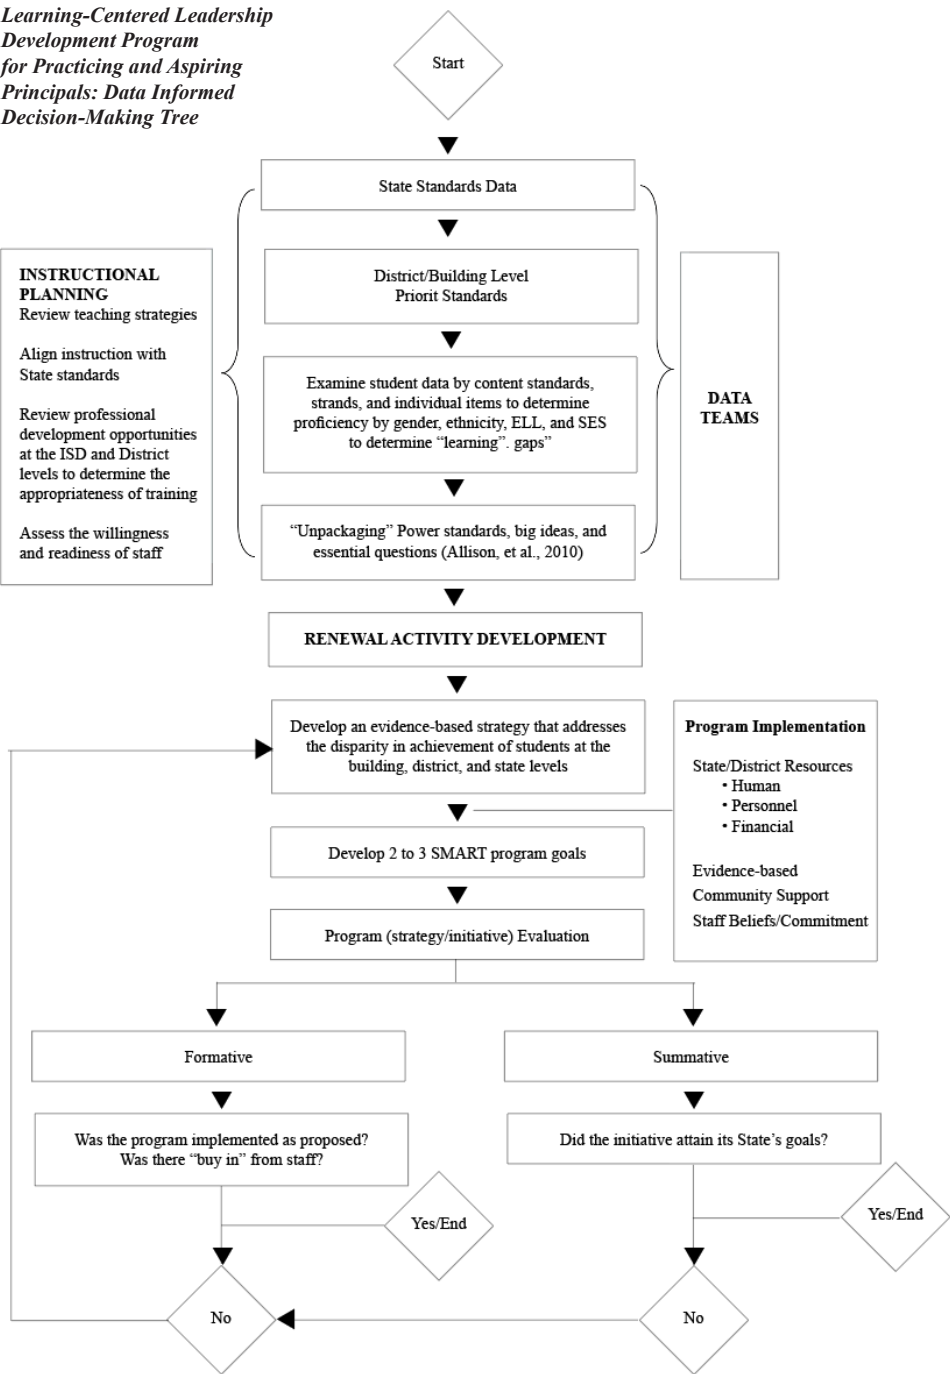 Learning-Centered Leadership
Development Program
for Practicing and Aspiring
Principals: Data Informed
Decision-Making Tree
Start
State Standards Data
District/Building Level
Priorit Standards
INSTRUCTIONAL
PLANNING
Review teaching strategies
Align instruction with
State standards
Review professional
development opportunities
at the ISD and District
levels to determine the
appropriateness of training
Assess the willingness
and readiness of staff
Examine student data by content standards,
strands, and individual items to determine
proficiency by gender, ethnicity, ELL, and SES
to determine “learning”. gaps”
DATA
TEAMS
“Unpackaging” Power standards, big ideas, and
essential questions (Allison, et al., 2010)
RENEWAL ACTIVITY DEVELOPMENT
Develop an evidence-based strategy that addresses
the disparity in achievement of students at the
building, district, and state levels
Program Implementation
State/District Resources
• Human
• Personnel
• Financial
Evidence-based
Community Support
Staff Beliefs/Commitment
Develop 2 to 3 SMART program goals
Program (strategy/initiative) Evaluation
Formative
Summative
Was the program implemented as proposed?
Was there “buy in” from staff?
Did the initiative attain its State’s goals?
Yes/End
Yes/End
No
No